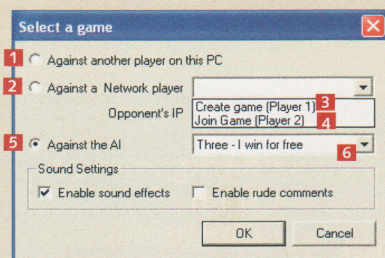 Select a game
1 Against another player on this PC
2 Against a Network player
Opponent's IP
Create game (Player 1) 3
Join Game (Player 2) 4
5 Against the AI
Three - I win for free
6
Sound Settings
Enable sound effects
Enable rude comments
OK
Cancel